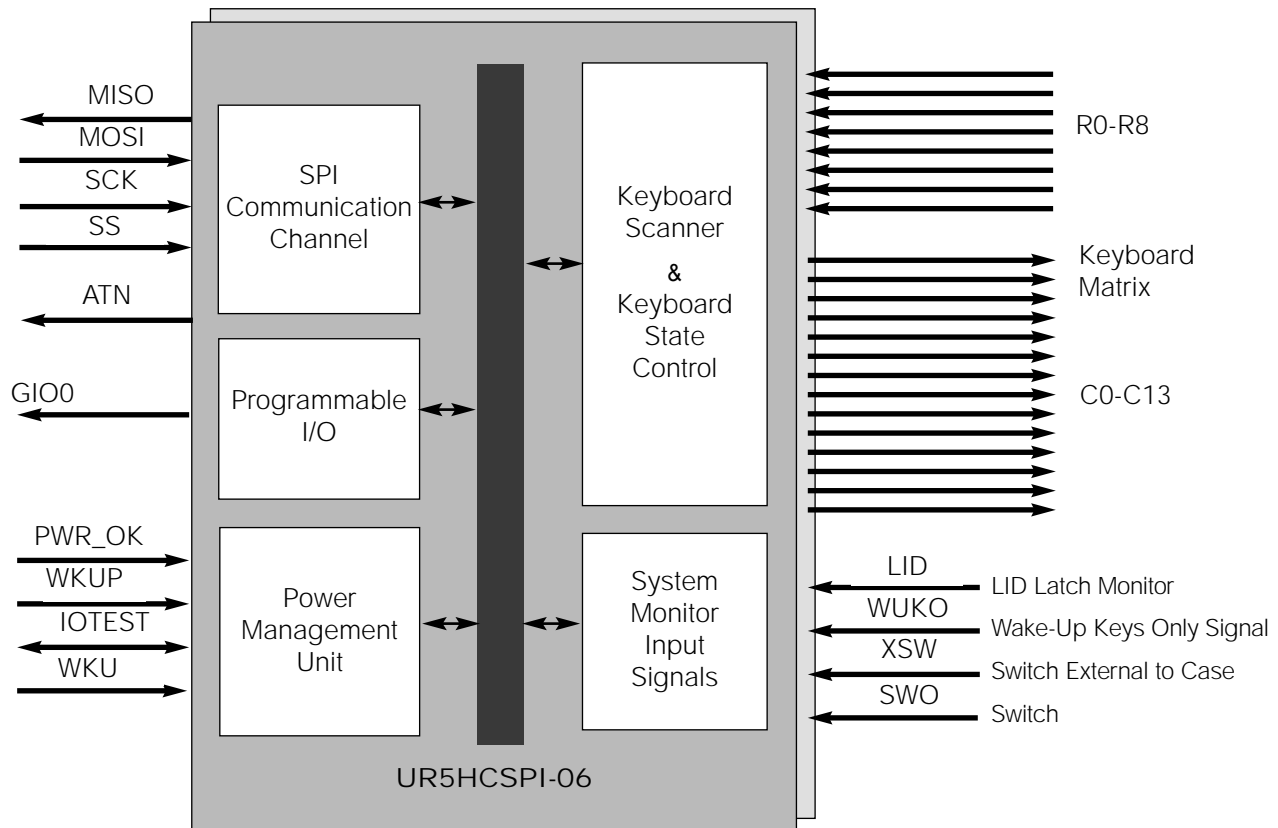 MISO
MOSI
SCK
SS
ATN
GIO0
PWR_OK
WKUP
IOTEST
WKU
SPI
Communication
Channel
Programmable
I/O
Power
Management
Unit
Keyboard
Scanner
&
Keyboard
State
Control
System
Monitor
Input
Signals
R0-R8
Keyboard
Matrix
C0-C13
LID
LID Latch Monitor
WUKO
Wake-Up Keys Only Signal
XSW
Switch External to Case
SWO
Switch
UR5HCSPI-06